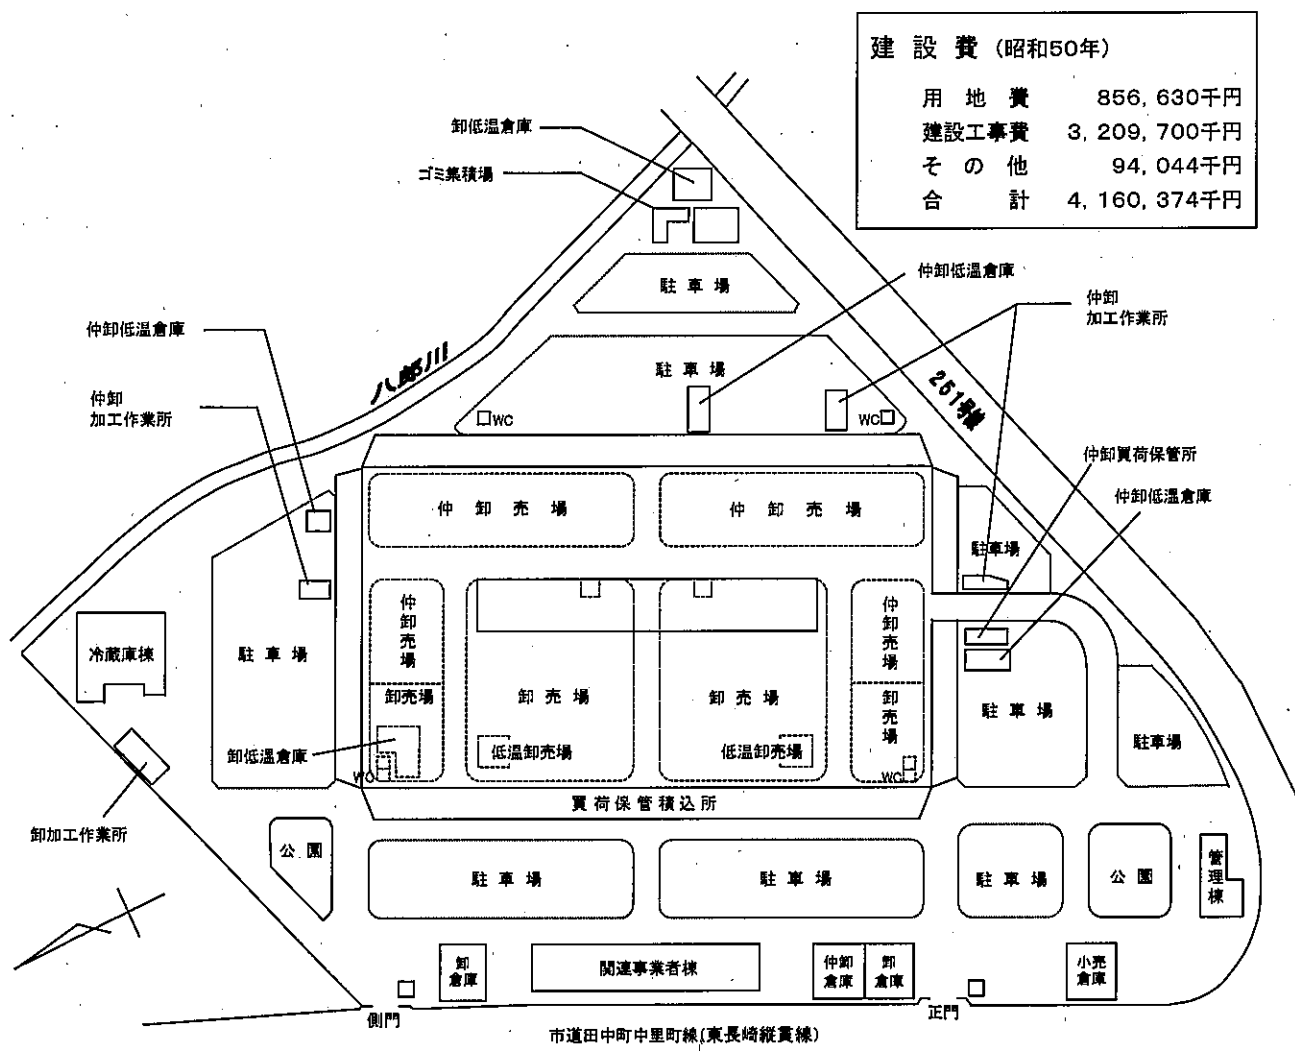 建設費（昭和50年）
用地費 856,630千円
建設工事費 3,209,700千円
その他 94,044千円
合計 4,160,374千円
卸低温倉庫
ゴミ集積場
駐車場
仲卸低温倉庫
仲卸
加工作業所
仲卸低温倉庫
八郎川
駐車場
251号線
仲卸
加工作業所
WC
WC
仲卸買荷保管所
仲卸低温倉庫
仲卸売場
仲卸売場
駐車場
仲卸売場
仲卸売場
冷蔵庫棟
駐車場
卸売場
卸売場
卸売場
卸売場
駐車場
駐車場
卸低温倉庫
低温卸売場
低温卸売場
WC
WC
買荷保管積込所
卸加工作業所
公園
駐車場
駐車場
駐車場
公園
管理棟
卸
倉庫
関連事業者棟
仲卸
倉庫
卸
倉庫
小売
倉庫
側門
正門
市道田中町中里町線(東長崎縦貫線)